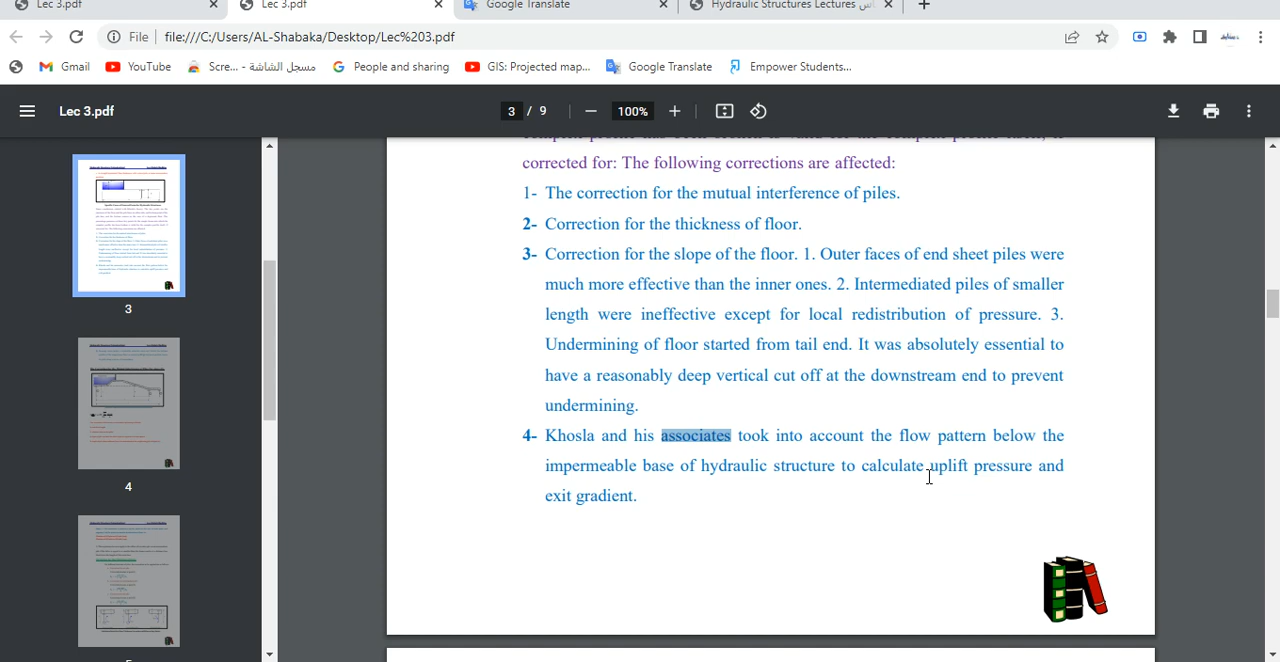 Lec 3.pdf
Lec 3.pdf
Google Translate
Hydraulic Structures Lectures
File file:///C:/Users/AL-Shabaka/Desktop/Lec%203.pdf
Gmail YouTube Scre... - مسجل الشاشة People and sharing GIS: Projected map... Google Translate Empower Students...
Lec 3.pdf 3 / 9 100%
corrected for: The following corrections are affected:
1- The correction for the mutual interference of piles.
2- Correction for the thickness of floor.
3- Correction for the slope of the floor. 1. Outer faces of end sheet piles were
much more effective than the inner ones. 2. Intermediated piles of smaller
length were ineffective except for local redistribution of pressure. 3.
Undermining of floor started from tail end. It was absolutely essential to
have a reasonably deep vertical cut off at the downstream end to prevent
undermining.
4- Khosla and his associates took into account the flow pattern below the
impermeable base of hydraulic structure to calculate uplift pressure and
exit gradient.
3
4